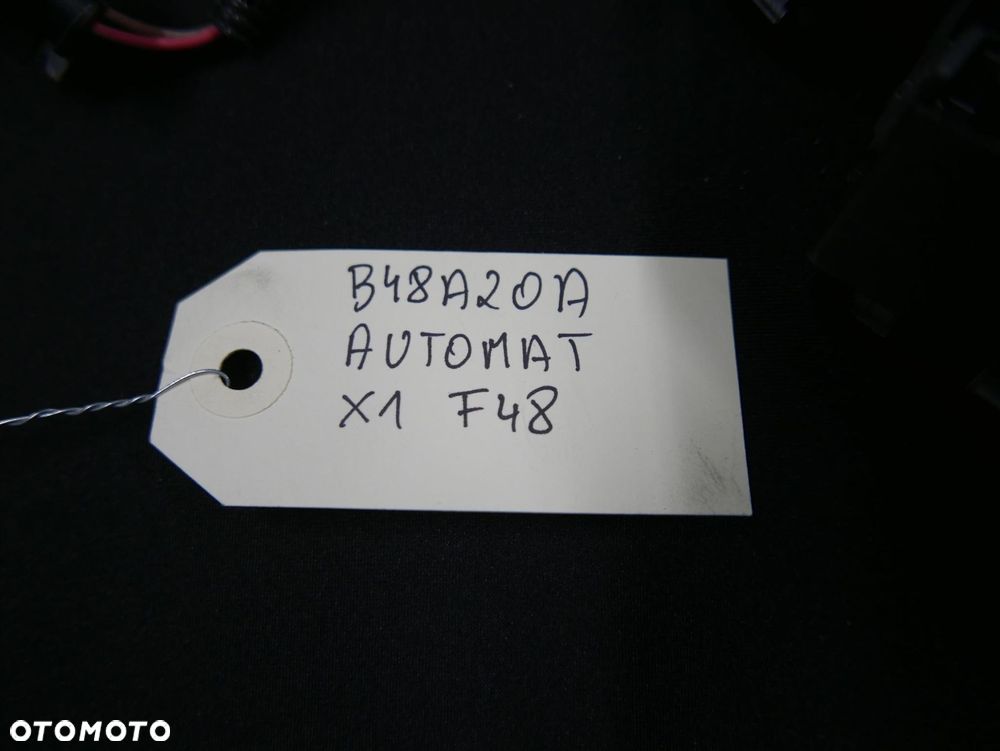 B48A20A
AUTOMAT
X1 F48
OTOMOTO